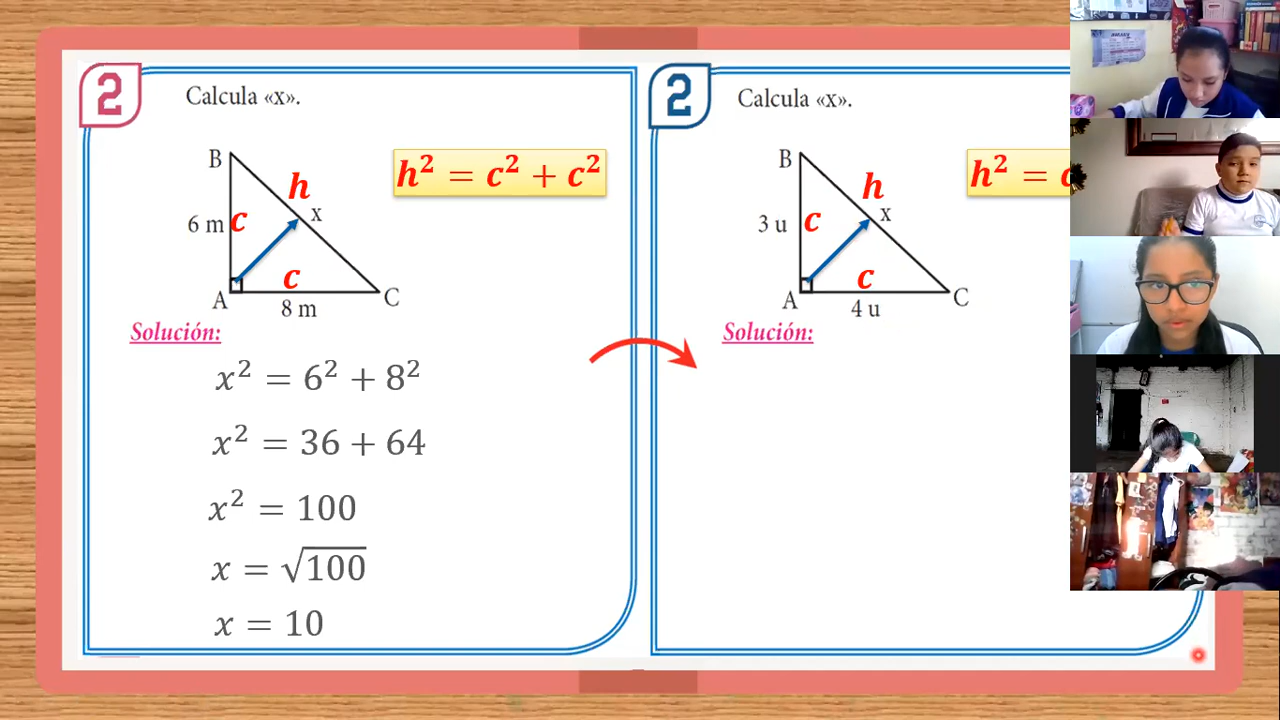 2
Calcula «x».
h² = c² + c²
B
h
x
6 m
c
c
A
C
8 m
Solución:
x² = 6² + 8²
x² = 36 + 64
x² = 100
x = √100
x = 10
2
Calcula «x».
h² = c
B
h
x
3 u
c
c
A
C
4 u
Solución: